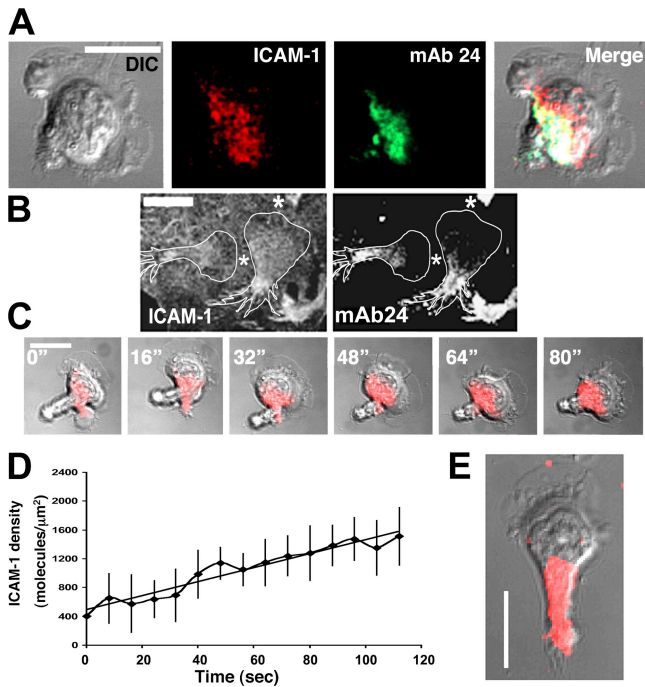 A
DIC
ICAM-1
mAb 24
Merge
B
*
*
ICAM-1
*
*
mAb24
C
0”
16”
32”
48”
64”
80”
D
ICAM-1 density
(molecules/μm²)
2400
2000
1600
1200
800
400
0
0 20 40 60 80 100 120
Time (sec)
E